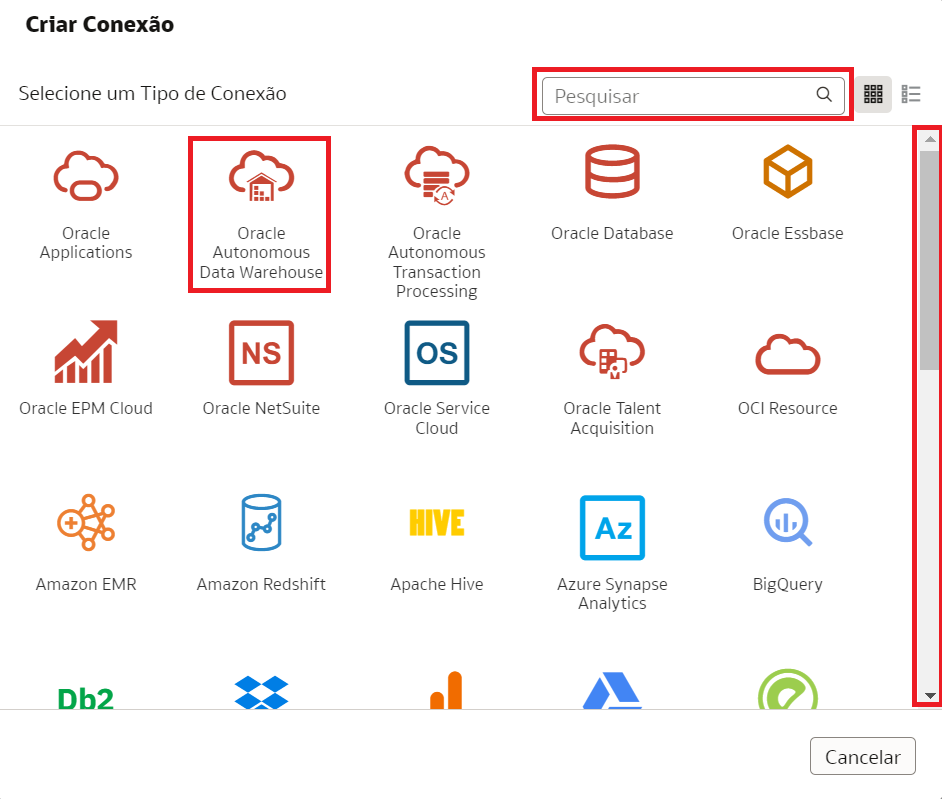 Criar Conexão
Selecione um Tipo de Conexão
Pesquisar
Oracle
Applications
Oracle
Autonomous
Data Warehouse
A
Oracle
Autonomous
Transaction
Processing
Oracle Database
Oracle Essbase
Oracle EPM Cloud
NS
Oracle NetSuite
OS
Oracle Service
Cloud
Oracle Talent
Acquisition
OCI Resource
Amazon EMR
Amazon Redshift
HIVE
Apache Hive
Az
Azure Synapse
Analytics
BigQuery
Db2
Cancelar